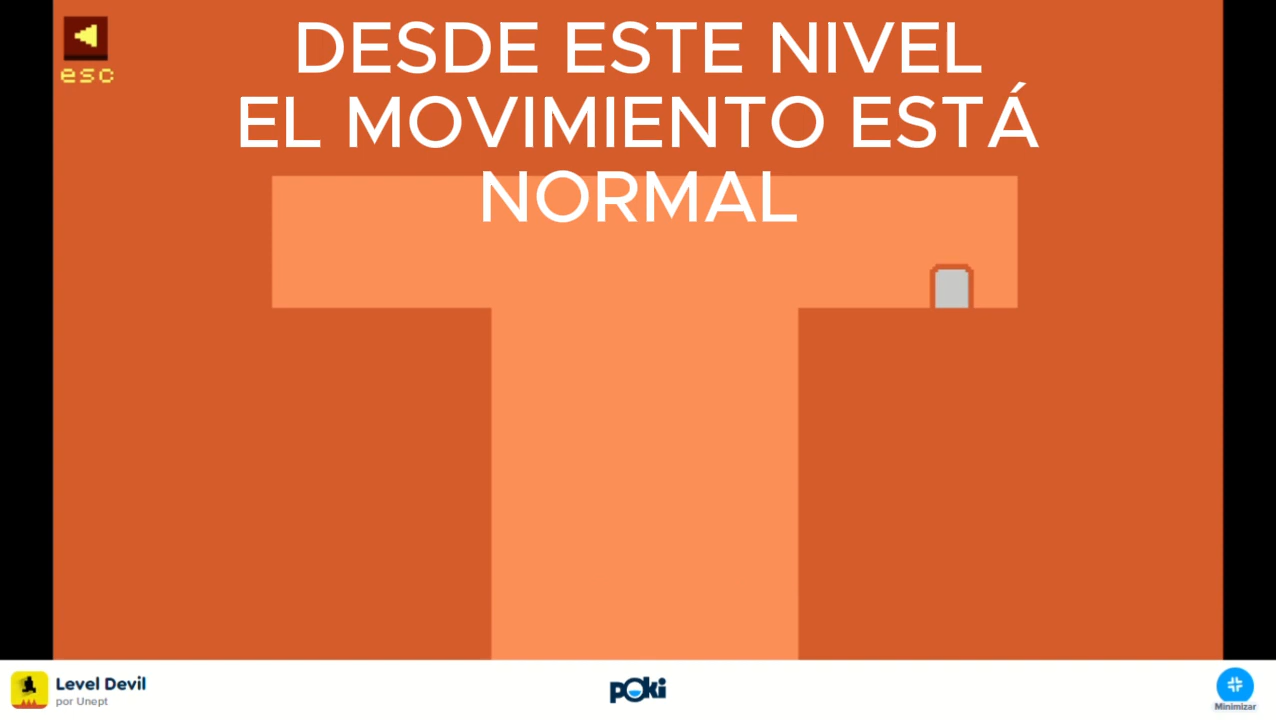 DESDE ESTE NIVEL
EL MOVIMIENTO ESTÁ
NORMAL
esc
Level Devil
por Unept
poki
Minimizar